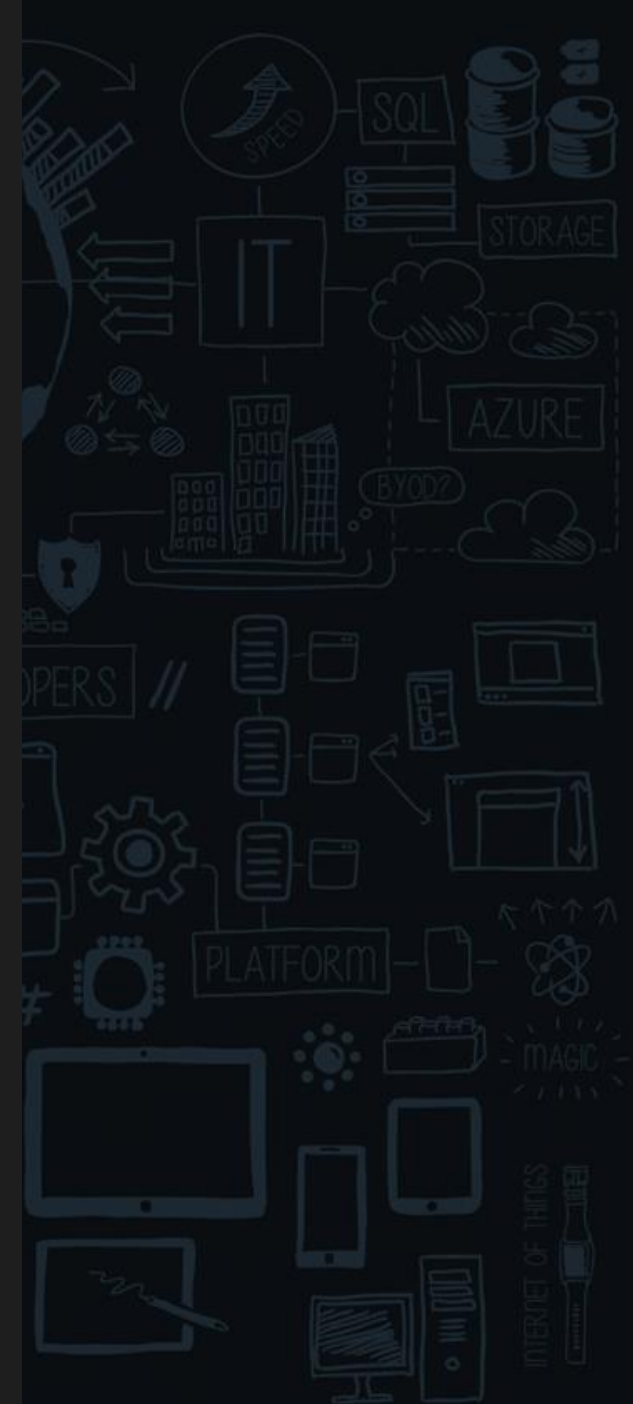 SPEED
SQL
STORAGE
IT
AZURE
BYOD?
OPERS //
PLATFORM
#
MAGIC
INTERNET OF THINGS